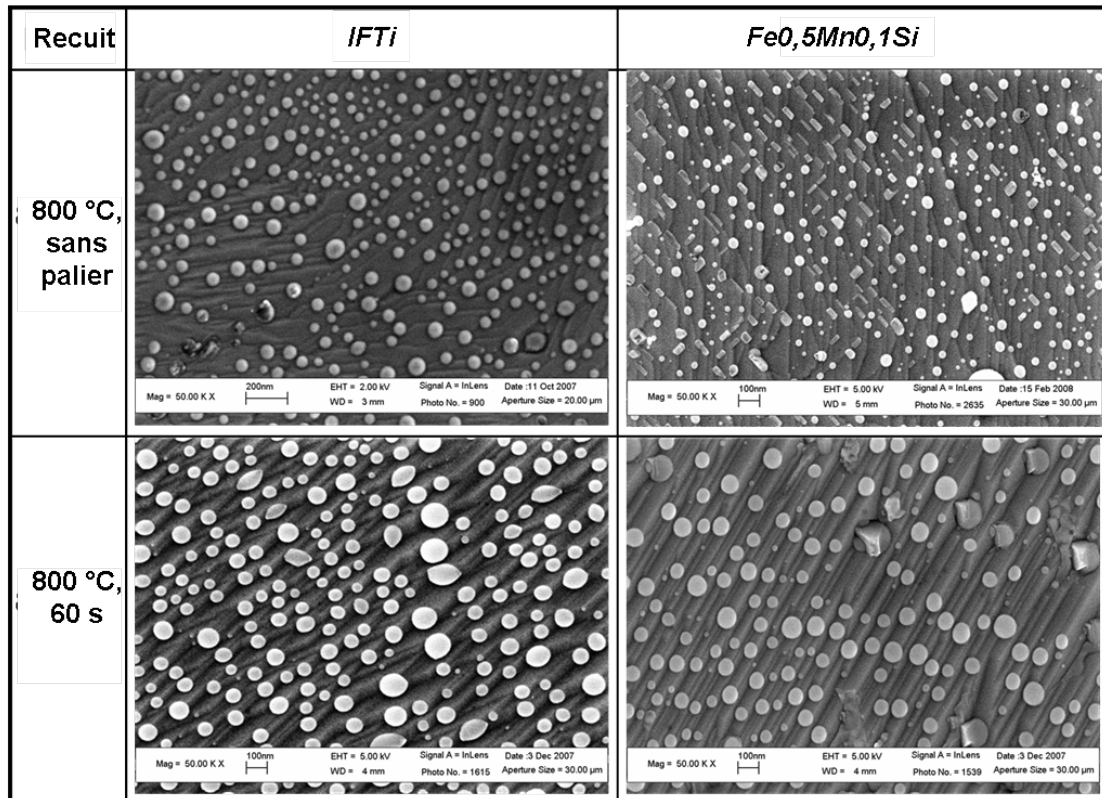 Recuit
IFTi
Fe0,5Mn0,1Si
800 °C,
sans
palier
Mag = 50.00 K X
200nm
EHT = 2.00 kV
WD = 3 mm
Signal A = InLens
Photo No. = 900
Date :11 Oct 2007
Aperture Size = 20.00 µm
Mag = 50.00 K X
100nm
EHT = 5.00 kV
WD = 5 mm
Signal A = InLens
Photo No. = 2635
Date :15 Feb 2008
Aperture Size = 30.00 µm
800 °C,
60 s
Mag = 50.00 K X
100nm
EHT = 5.00 kV
WD = 4 mm
Signal A = InLens
Photo No. = 1615
Date :3 Dec 2007
Aperture Size = 30.00 µm
Mag = 50.00 K X
100nm
EHT = 5.00 kV
WD = 4 mm
Signal A = InLens
Photo No. = 1539
Date :3 Dec 2007
Aperture Size = 30.00 µm